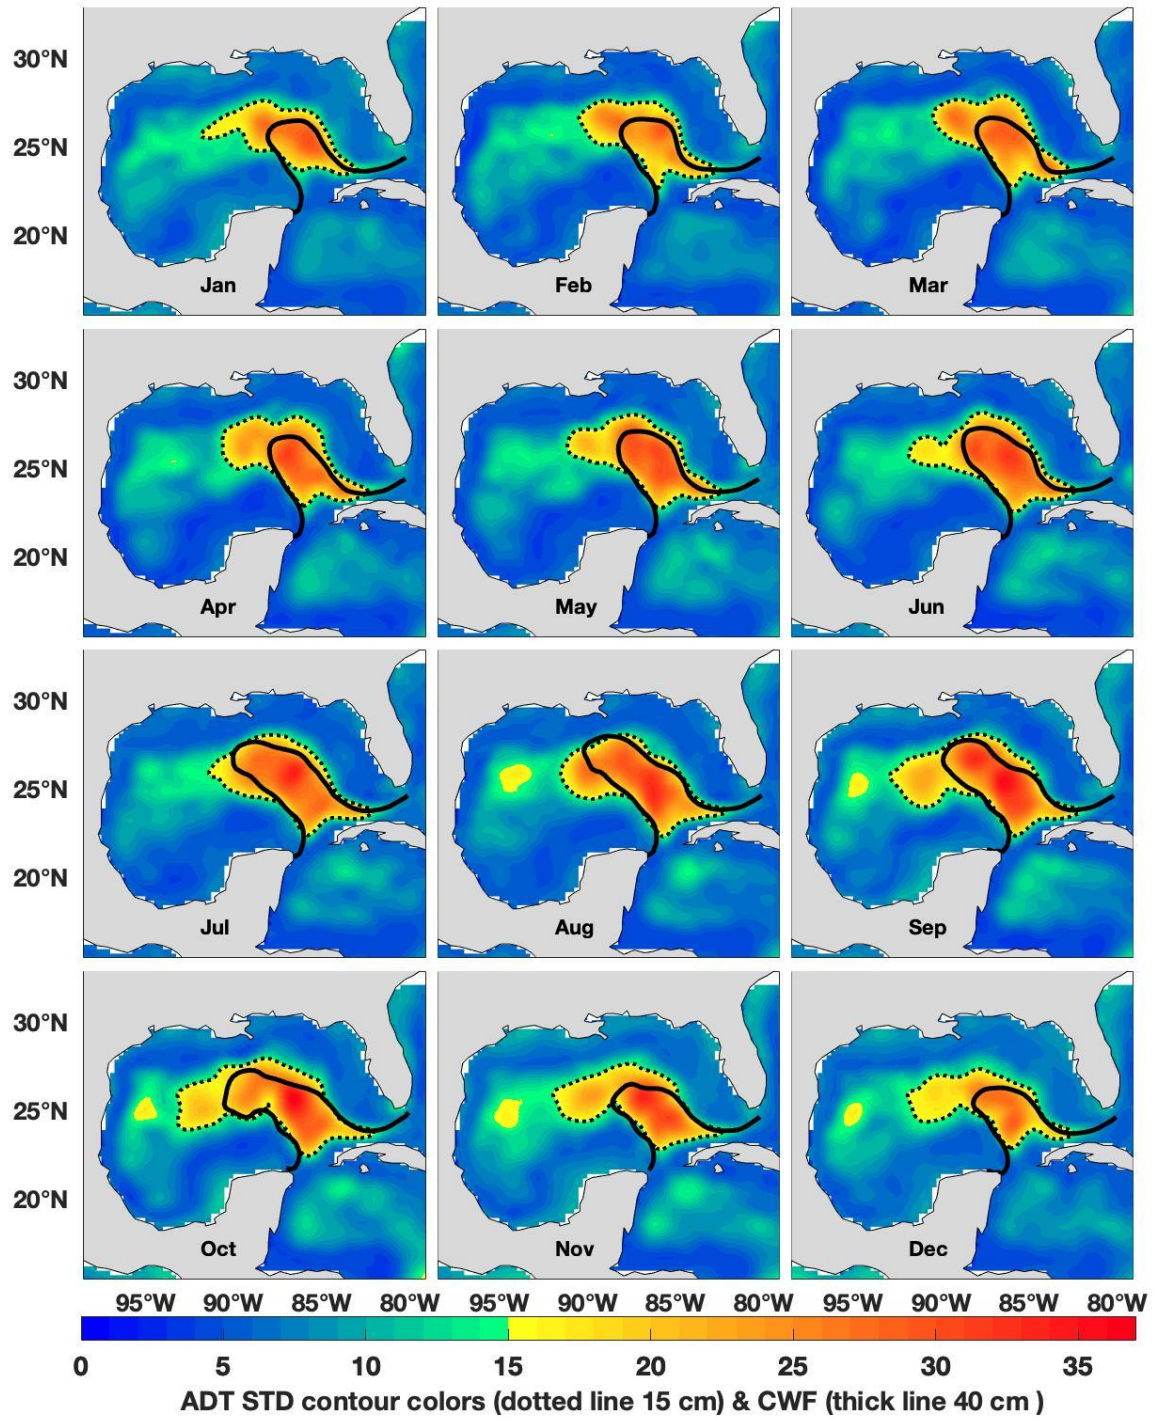 30°N
25°N
20°N
Jan Feb Mar
30°N
25°N
20°N
Apr May Jun
30°N
25°N
20°N
Jul Aug Sep
30°N
25°N
20°N
Oct Nov Dec
95°W 90°W 85°W 80°W 95°W 90°W 85°W 80°W 95°W 90°W 85°W 80°W
0 5 10 15 20 25 30 35
ADT STD contour colors (dotted line 15 cm) & CWF (thick line 40 cm )